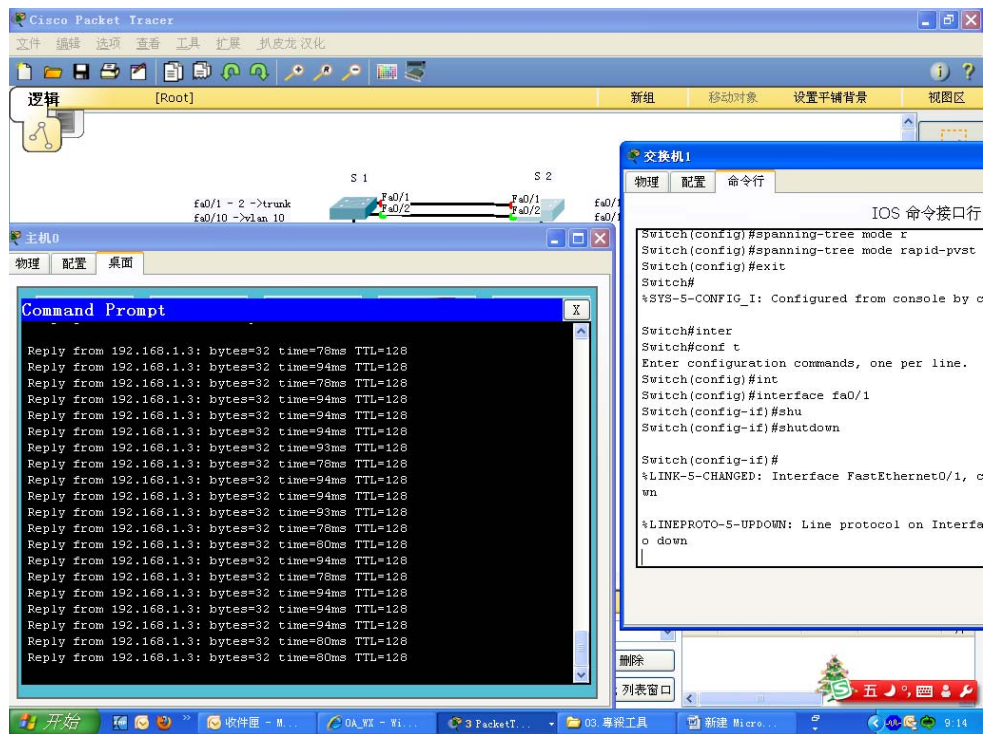 Cisco Packet Tracer
文件 编辑 选项 查看 工具 扩展 扒皮龙汉化
逻辑 [Root] 新组 移动对象 设置平铺背景 视图区
S 1 S 2
Fa0/1 Fa0/1
Fa0/2 Fa0/2
fa0/1 - 2 ->trunk
fa0/10 ->vlan 10
fa0/1
fa0/1
主机0
物理 配置 桌面
Command Prompt X
Reply from 192.168.1.3: bytes=32 time=78ms TTL=128
Reply from 192.168.1.3: bytes=32 time=94ms TTL=128
Reply from 192.168.1.3: bytes=32 time=78ms TTL=128
Reply from 192.168.1.3: bytes=32 time=94ms TTL=128
Reply from 192.168.1.3: bytes=32 time=94ms TTL=128
Reply from 192.168.1.3: bytes=32 time=93ms TTL=128
Reply from 192.168.1.3: bytes=32 time=94ms TTL=128
Reply from 192.168.1.3: bytes=32 time=78ms TTL=128
Reply from 192.168.1.3: bytes=32 time=94ms TTL=128
Reply from 192.168.1.3: bytes=32 time=94ms TTL=128
Reply from 192.168.1.3: bytes=32 time=93ms TTL=128
Reply from 192.168.1.3: bytes=32 time=78ms TTL=128
Reply from 192.168.1.3: bytes=32 time=80ms TTL=128
Reply from 192.168.1.3: bytes=32 time=94ms TTL=128
Reply from 192.168.1.3: bytes=32 time=78ms TTL=128
Reply from 192.168.1.3: bytes=32 time=94ms TTL=128
Reply from 192.168.1.3: bytes=32 time=94ms TTL=128
Reply from 192.168.1.3: bytes=32 time=94ms TTL=128
Reply from 192.168.1.3: bytes=32 time=80ms TTL=128
Reply from 192.168.1.3: bytes=32 time=80ms TTL=128
交换机1
物理 配置 命令行
IOS 命令接口行
Switch(config)#spanning-tree mode r
Switch(config)#spanning-tree mode rapid-pvst
Switch(config)#exit
Switch#
%SYS-5-CONFIG_I: Configured from console by c
Switch#inter
Switch#conf t
Enter configuration commands, one per line.
Switch(config)#int
Switch(config)#interface fa0/1
Switch(config-if)#shu
Switch(config-if)#shutdown
Switch(config-if)#
%LINK-5-CHANGED: Interface FastEthernet0/1, c
wn
%LINEPROTO-5-UPDOWN: Line protocol on Interfa
o down
删除
列表窗口
五
开始 收件匣 - M... OA_WX - Wi... 3 PacketT... 03.專殺工具 新建 Micro... 9:14